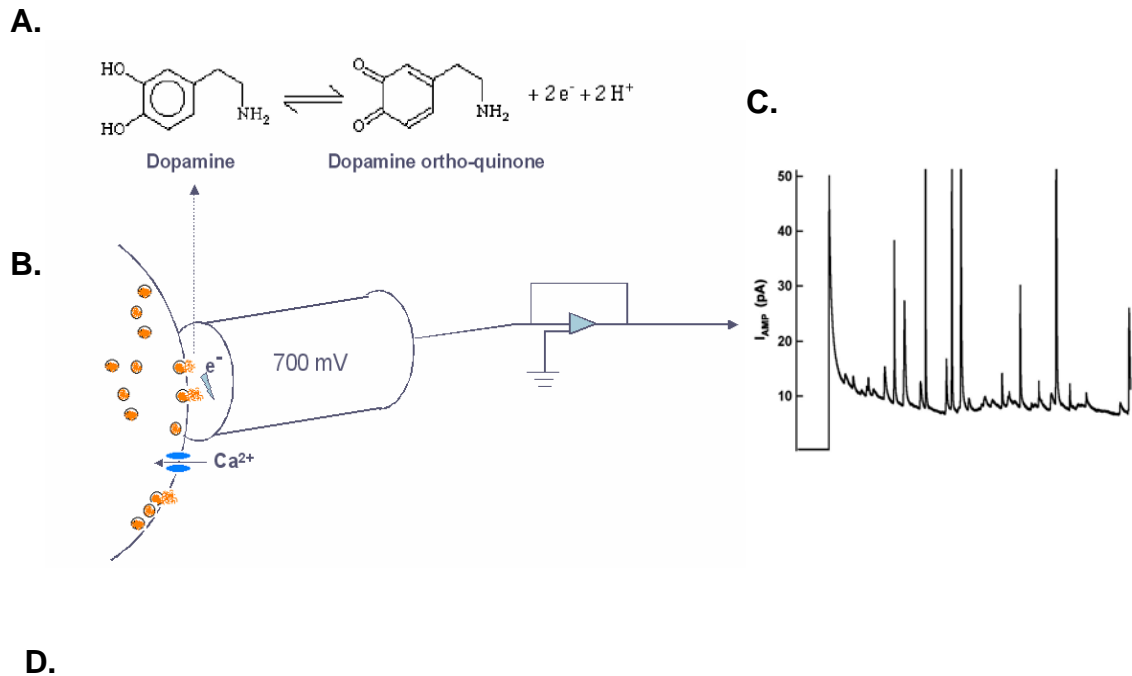 A.
HO
HO
NH₂
O
O
NH₂
+ 2 e⁻ + 2 H⁺
Dopamine
Dopamine ortho-quinone
B.
e⁻
700 mV
Ca²⁺
C.
50
40
30
20
10
I_AMP (pA)
D.